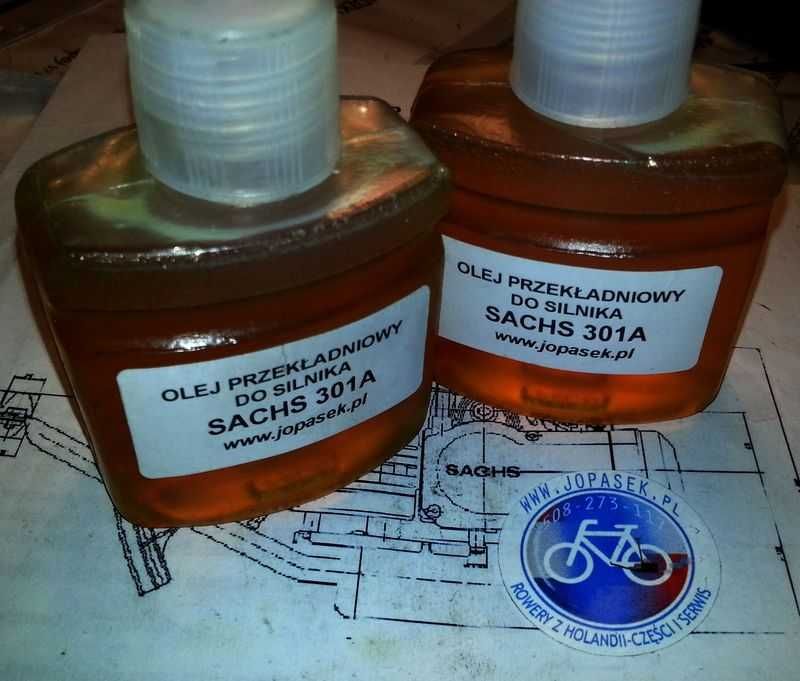 OLEJ PRZEKŁADNIOWY
DO SILNIKA
SACHS 301A
www.jopasek.pl
OLEJ PRZEKŁADNIOWY
DO SILNIKA
SACHS 301A
www.jopasek.pl
SACHS
WWW.JOPASEK.PL
ROWERY Z HOLANDII-CZĘŚCI I SERWIS